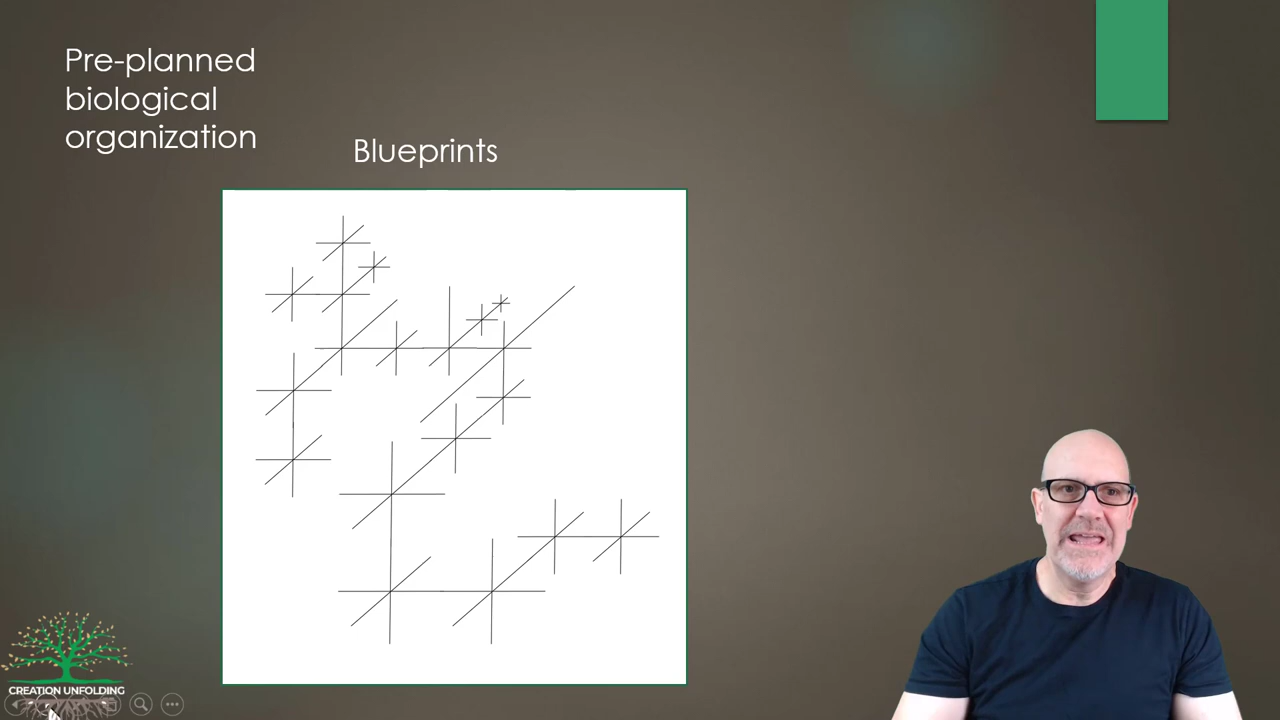 Pre-planned
biological
organization
Blueprints
CREATION UNFOLDING